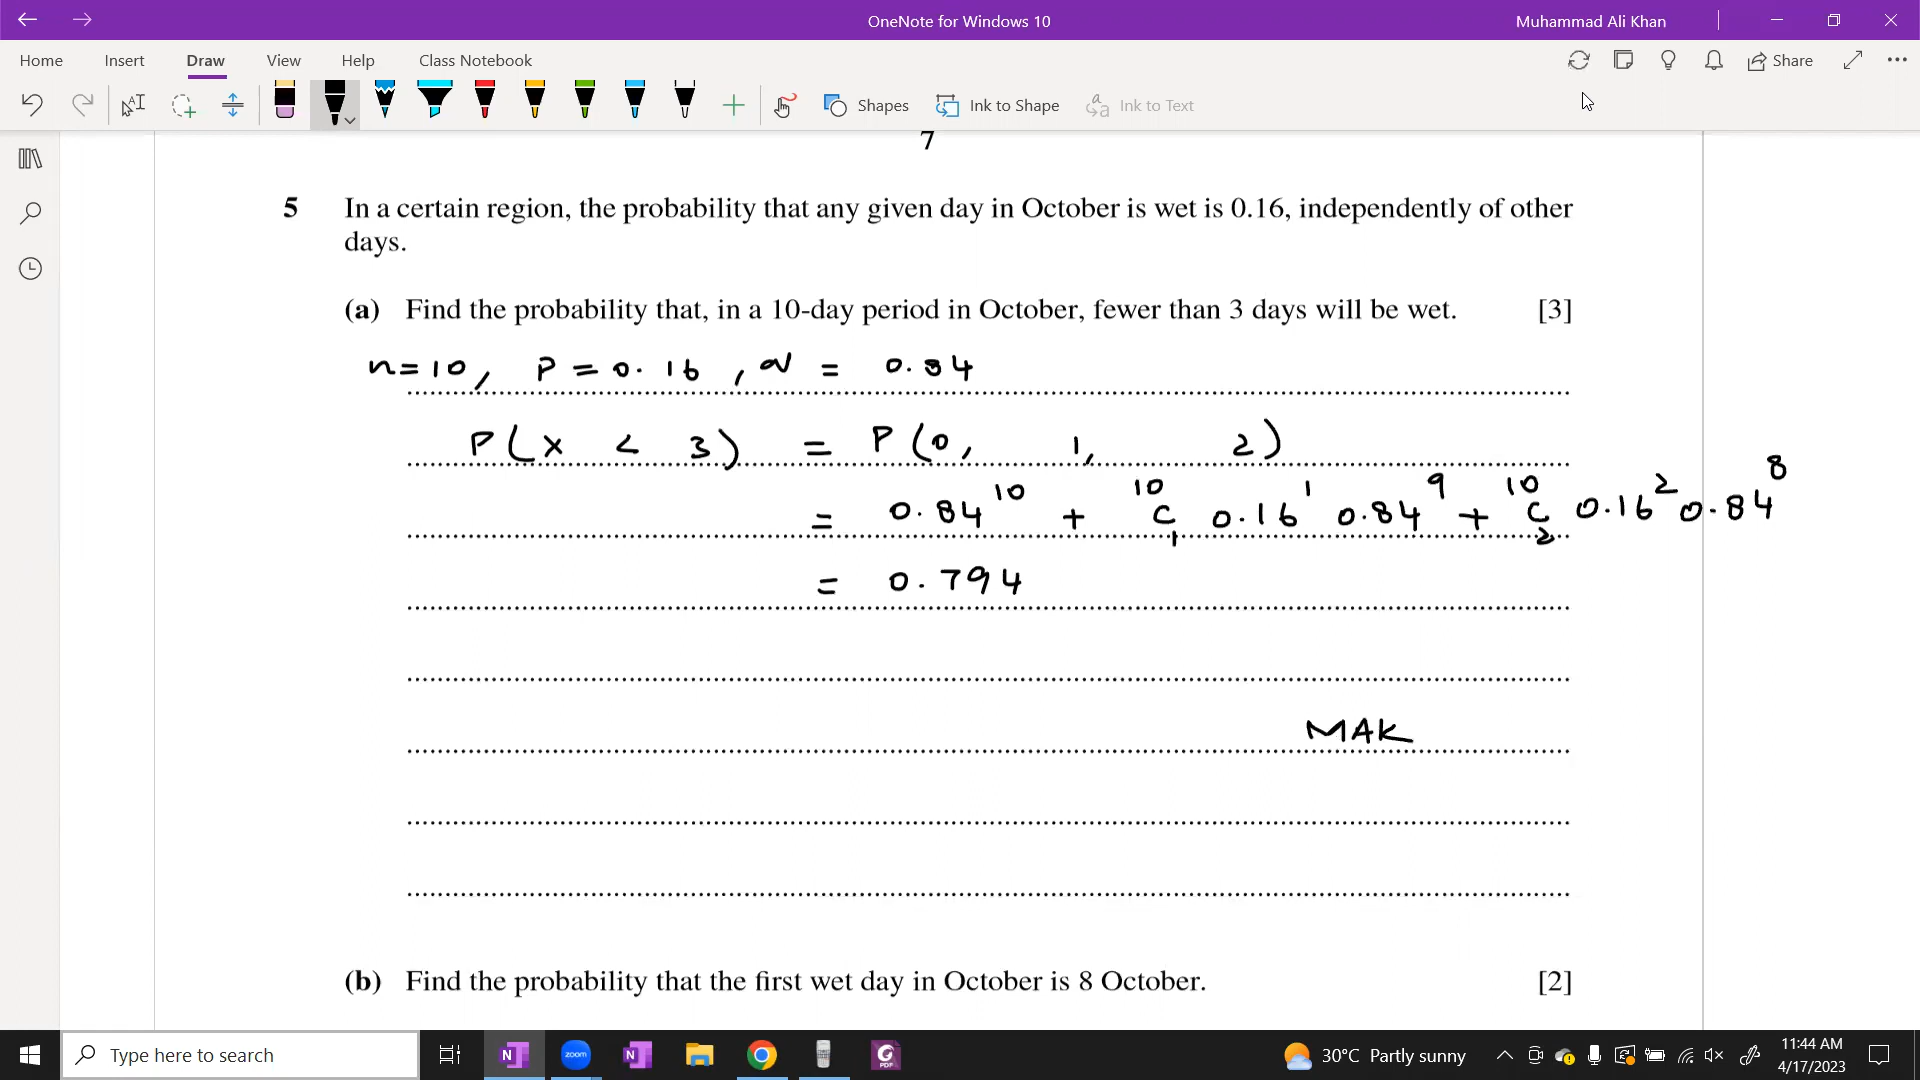 OneNote for Windows 10
Muhammad Ali Khan
Home Insert Draw View Help Class Notebook
Share
Shapes Ink to Shape Ink to Text
7
5 In a certain region, the probability that any given day in October is wet is 0.16, independently of other
days.
(a) Find the probability that, in a 10-day period in October, fewer than 3 days will be wet. [3]
n = 10, P = 0.16, q = 0.84
P(X < 3) = P(0, 1, 2)
= 0.84^10 + 10C1 0.16^1 0.84^9 + 10C2 0.16^2 0.84^8
= 0.794
MAK
(b) Find the probability that the first wet day in October is 8 October. [2]
Type here to search
zoom
PDF
30°C Partly sunny
11:44 AM
4/17/2023